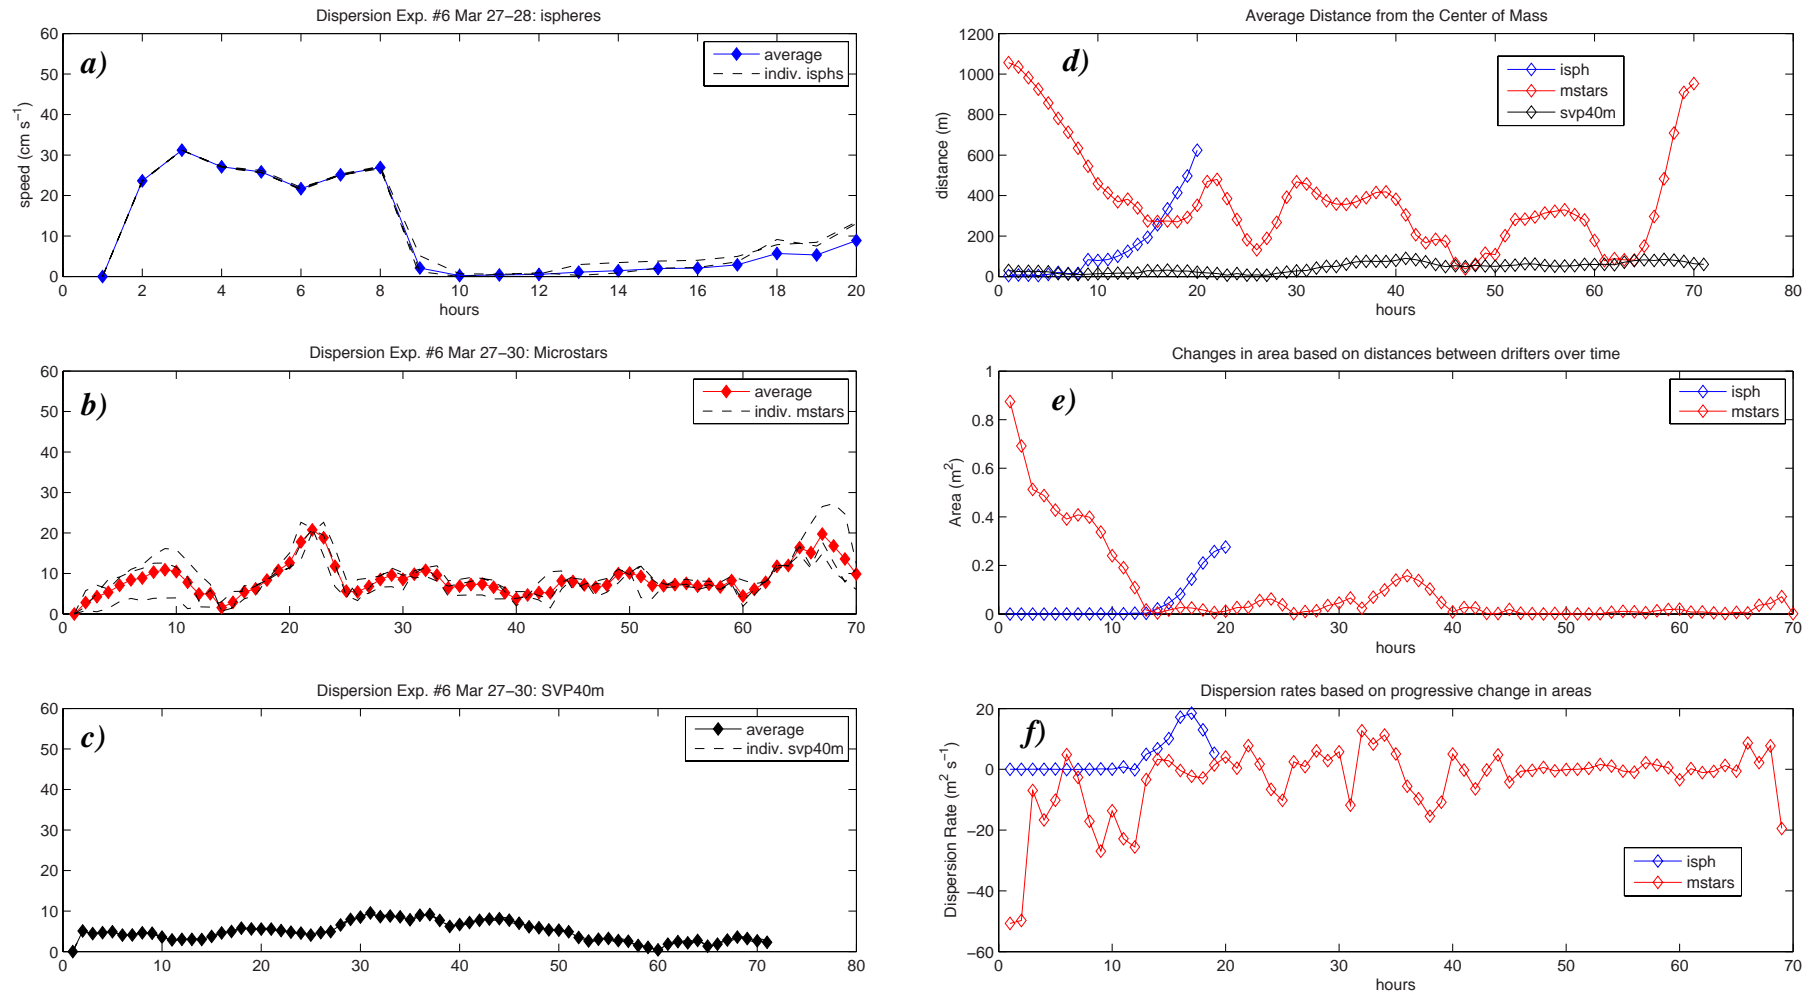 Dispersion Exp. #6 Mar 27–28: ispheres
a)
average
indiv. isphs
speed (cm s⁻¹)
60
50
40
30
20
10
0
0 2 4 6 8 10 12 14 16 18 20
hours
Dispersion Exp. #6 Mar 27–30: Microstars
b)
average
indiv. mstars
60
50
40
30
20
10
0
0 10 20 30 40 50 60 70
Dispersion Exp. #6 Mar 27–30: SVP40m
c)
average
indiv. svp40m
60
50
40
30
20
10
0
0 10 20 30 40 50 60 70 80
Average Distance from the Center of Mass
d)
isph
mstars
svp40m
distance (m)
1200
1000
800
600
400
200
0
0 10 20 30 40 50 60 70 80
hours
Changes in area based on distances between drifters over time
e)
isph
mstars
Area (m²)
1
0.8
0.6
0.4
0.2
0
0 10 20 30 40 50 60 70
hours
Dispersion rates based on progressive change in areas
f)
isph
mstars
Dispersion Rate (m² s⁻¹)
20
0
−20
−40
−60
0 10 20 30 40 50 60 70
hours